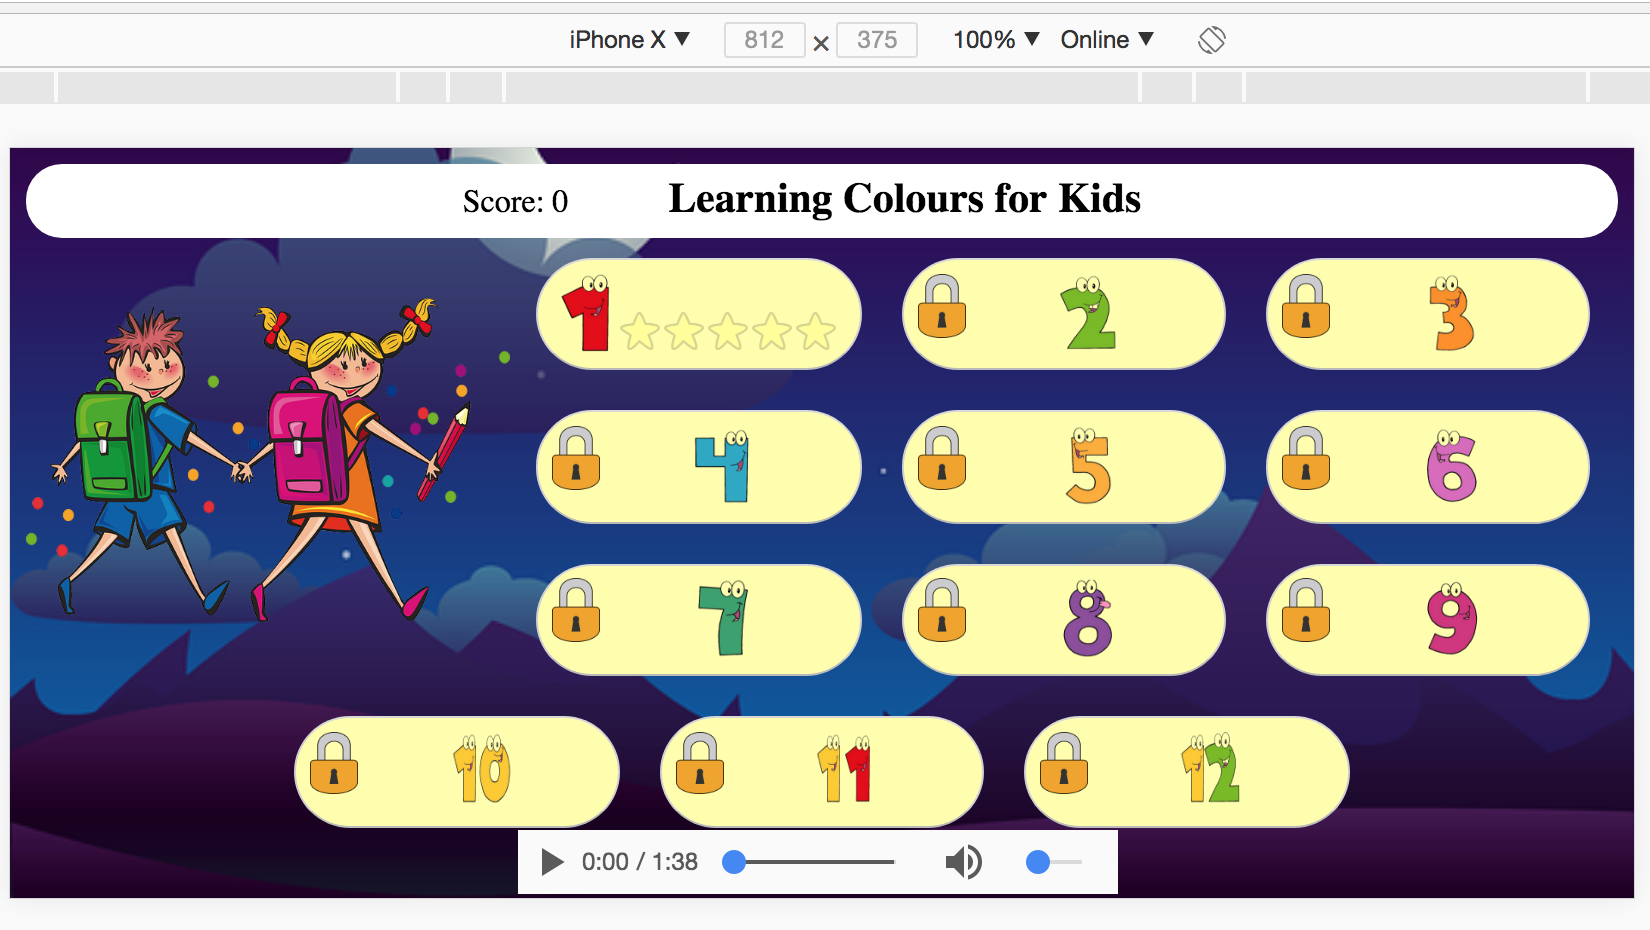 iPhone X ▼ 812 × 375 100% ▼ Online ▼
Score: 0 Learning Colours for Kids
1 2 3
4 5 6
7 8 9
10 11 12
0:00 / 1:38